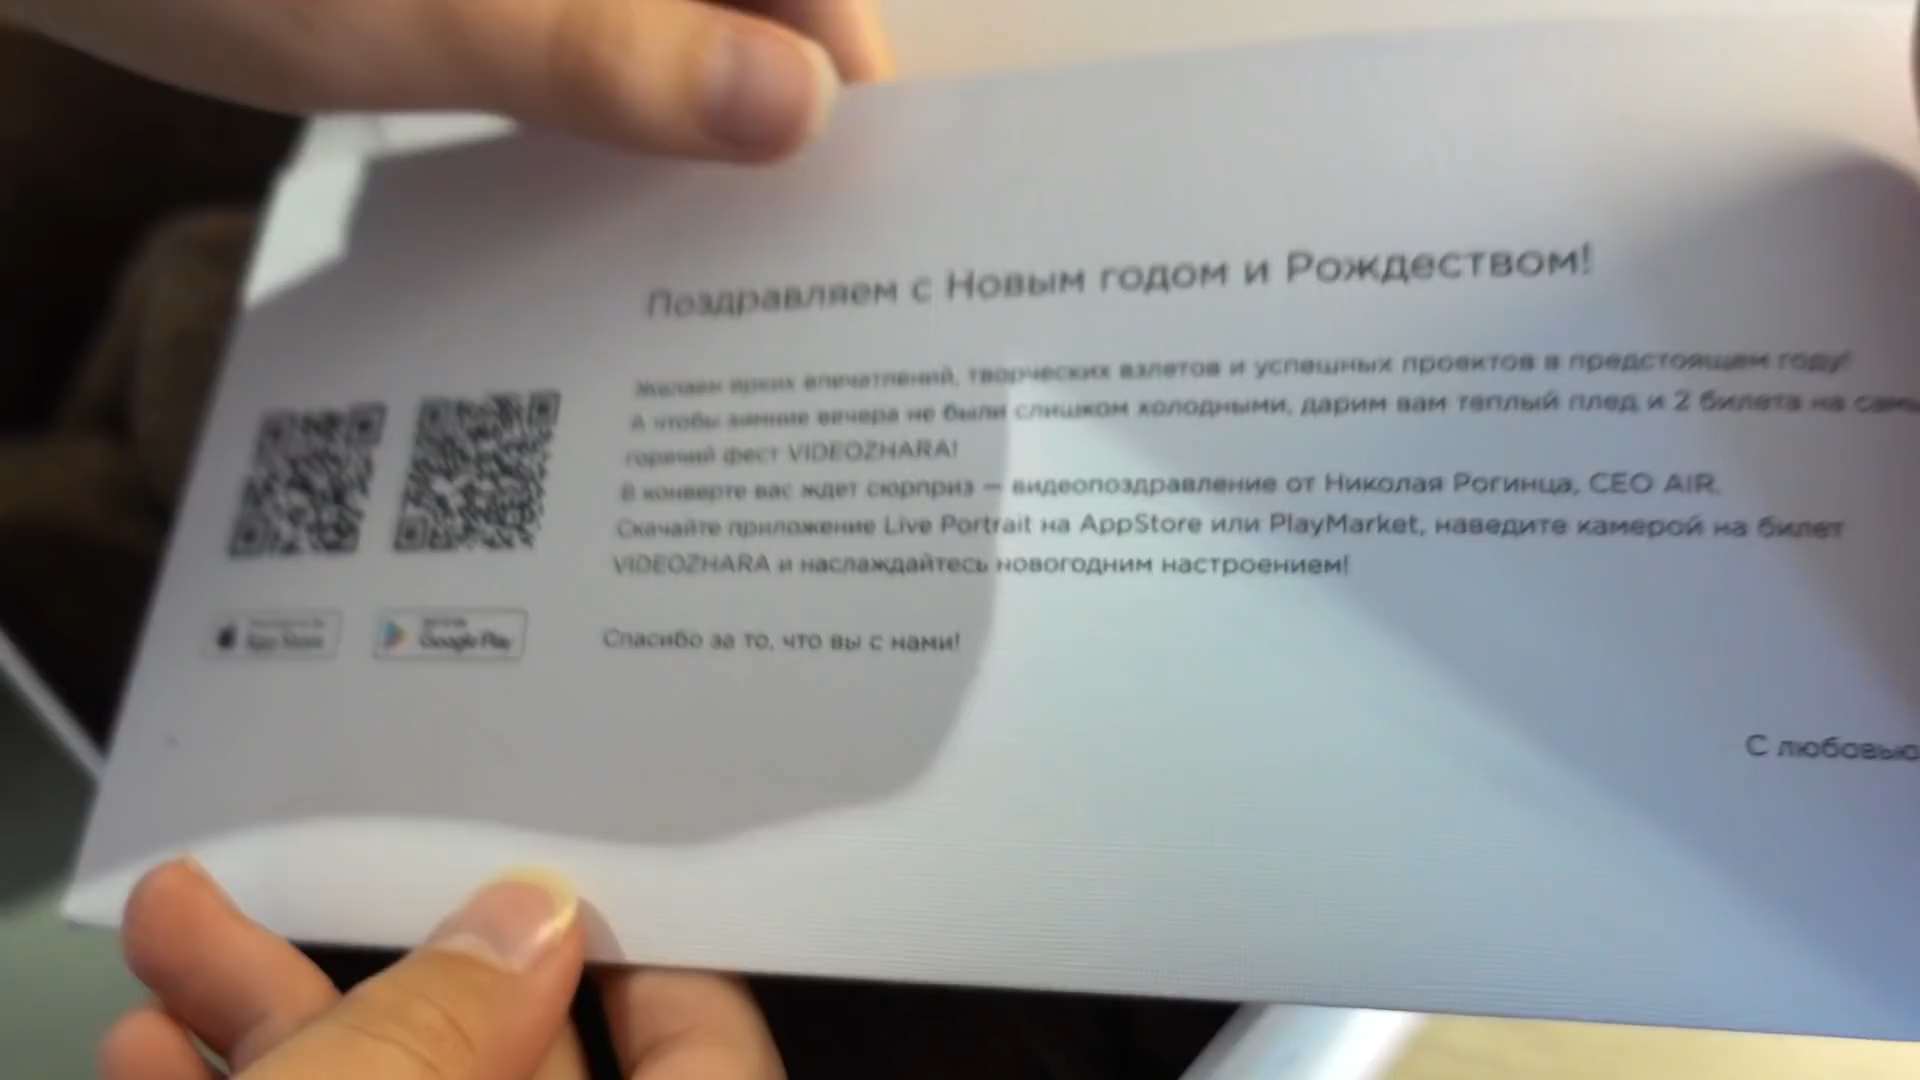 Поздравляем с Новым годом и Рождеством!
Желаем ярких впечатлений, творческих взлетов и успешных проектов в предстоящем году!
А чтобы зимние вечера не были слишком холодными, дарим вам теплый плед и 2 билета на
горячий фест VIDEOZHARA!
В конверте вас ждет сюрприз – видеопоздравление от Николая Рогинца, CEO AIR.
Скачайте приложение Live Portrait на AppStore или PlayMarket, наведите камерой на билет
VIDEOZHARA и наслаждайтесь новогодним настроением!
App Store
Google Play
Спасибо за то, что вы с нами!
С любовью